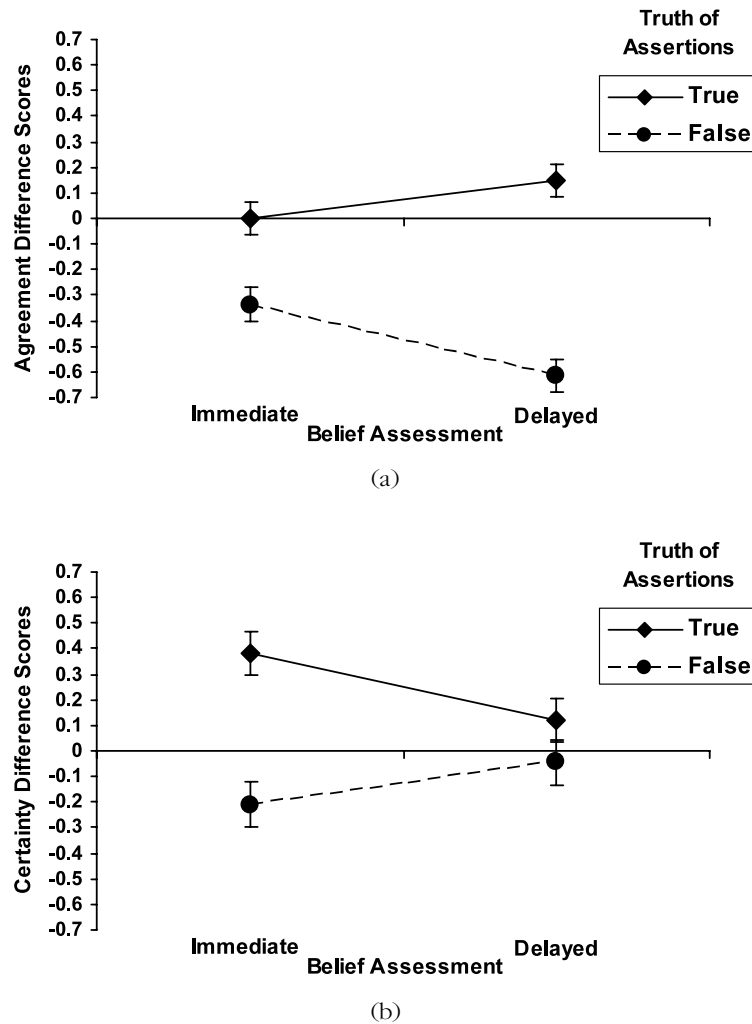 Truth of
Assertions
True
False
0.7
0.6
0.5
0.4
0.3
0.2
0.1
0
-0.1
-0.2
-0.3
-0.4
-0.5
-0.6
-0.7
Agreement Difference Scores
Immediate
Delayed
Belief Assessment
(a)
Truth of
Assertions
True
False
0.7
0.6
0.5
0.4
0.3
0.2
0.1
0
-0.1
-0.2
-0.3
-0.4
-0.5
-0.6
-0.7
Certainty Difference Scores
Immediate
Delayed
Belief Assessment
(b)